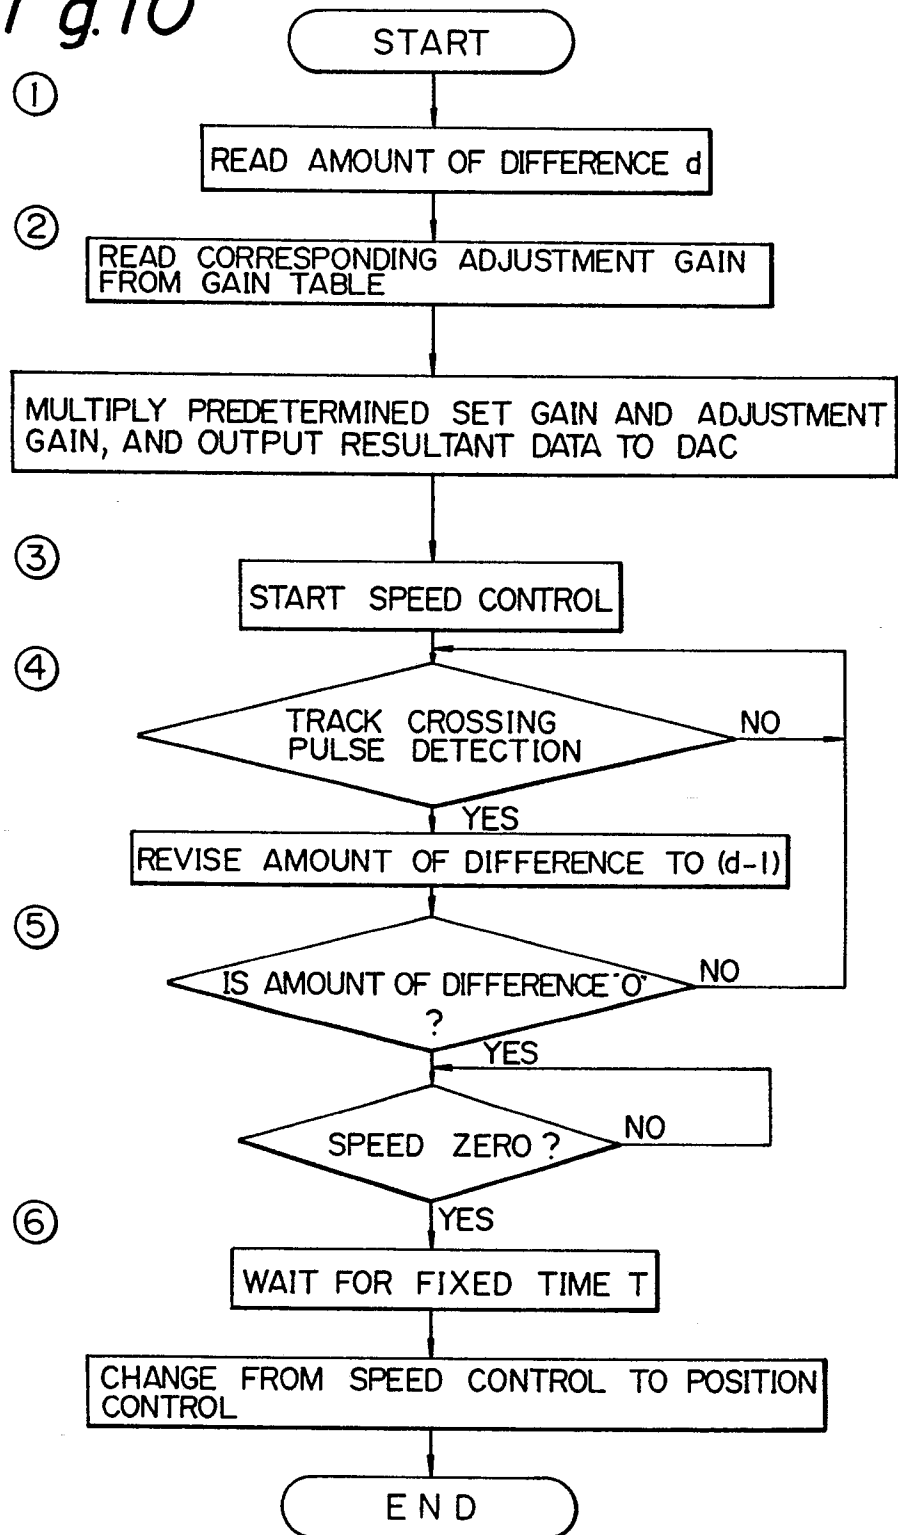 Fig. 10
START
①
READ AMOUNT OF DIFFERENCE d
②
READ CORRESPONDING ADJUSTMENT GAIN
FROM GAIN TABLE
MULTIPLY PREDETERMINED SET GAIN AND ADJUSTMENT
GAIN, AND OUTPUT RESULTANT DATA TO DAC
③
START SPEED CONTROL
④
TRACK CROSSING
PULSE DETECTION
NO
YES
REVISE AMOUNT OF DIFFERENCE TO (d-1)
⑤
IS AMOUNT OF DIFFERENCE "0"
?
NO
YES
SPEED ZERO ?
NO
⑥
YES
WAIT FOR FIXED TIME T
CHANGE FROM SPEED CONTROL TO POSITION
CONTROL
END